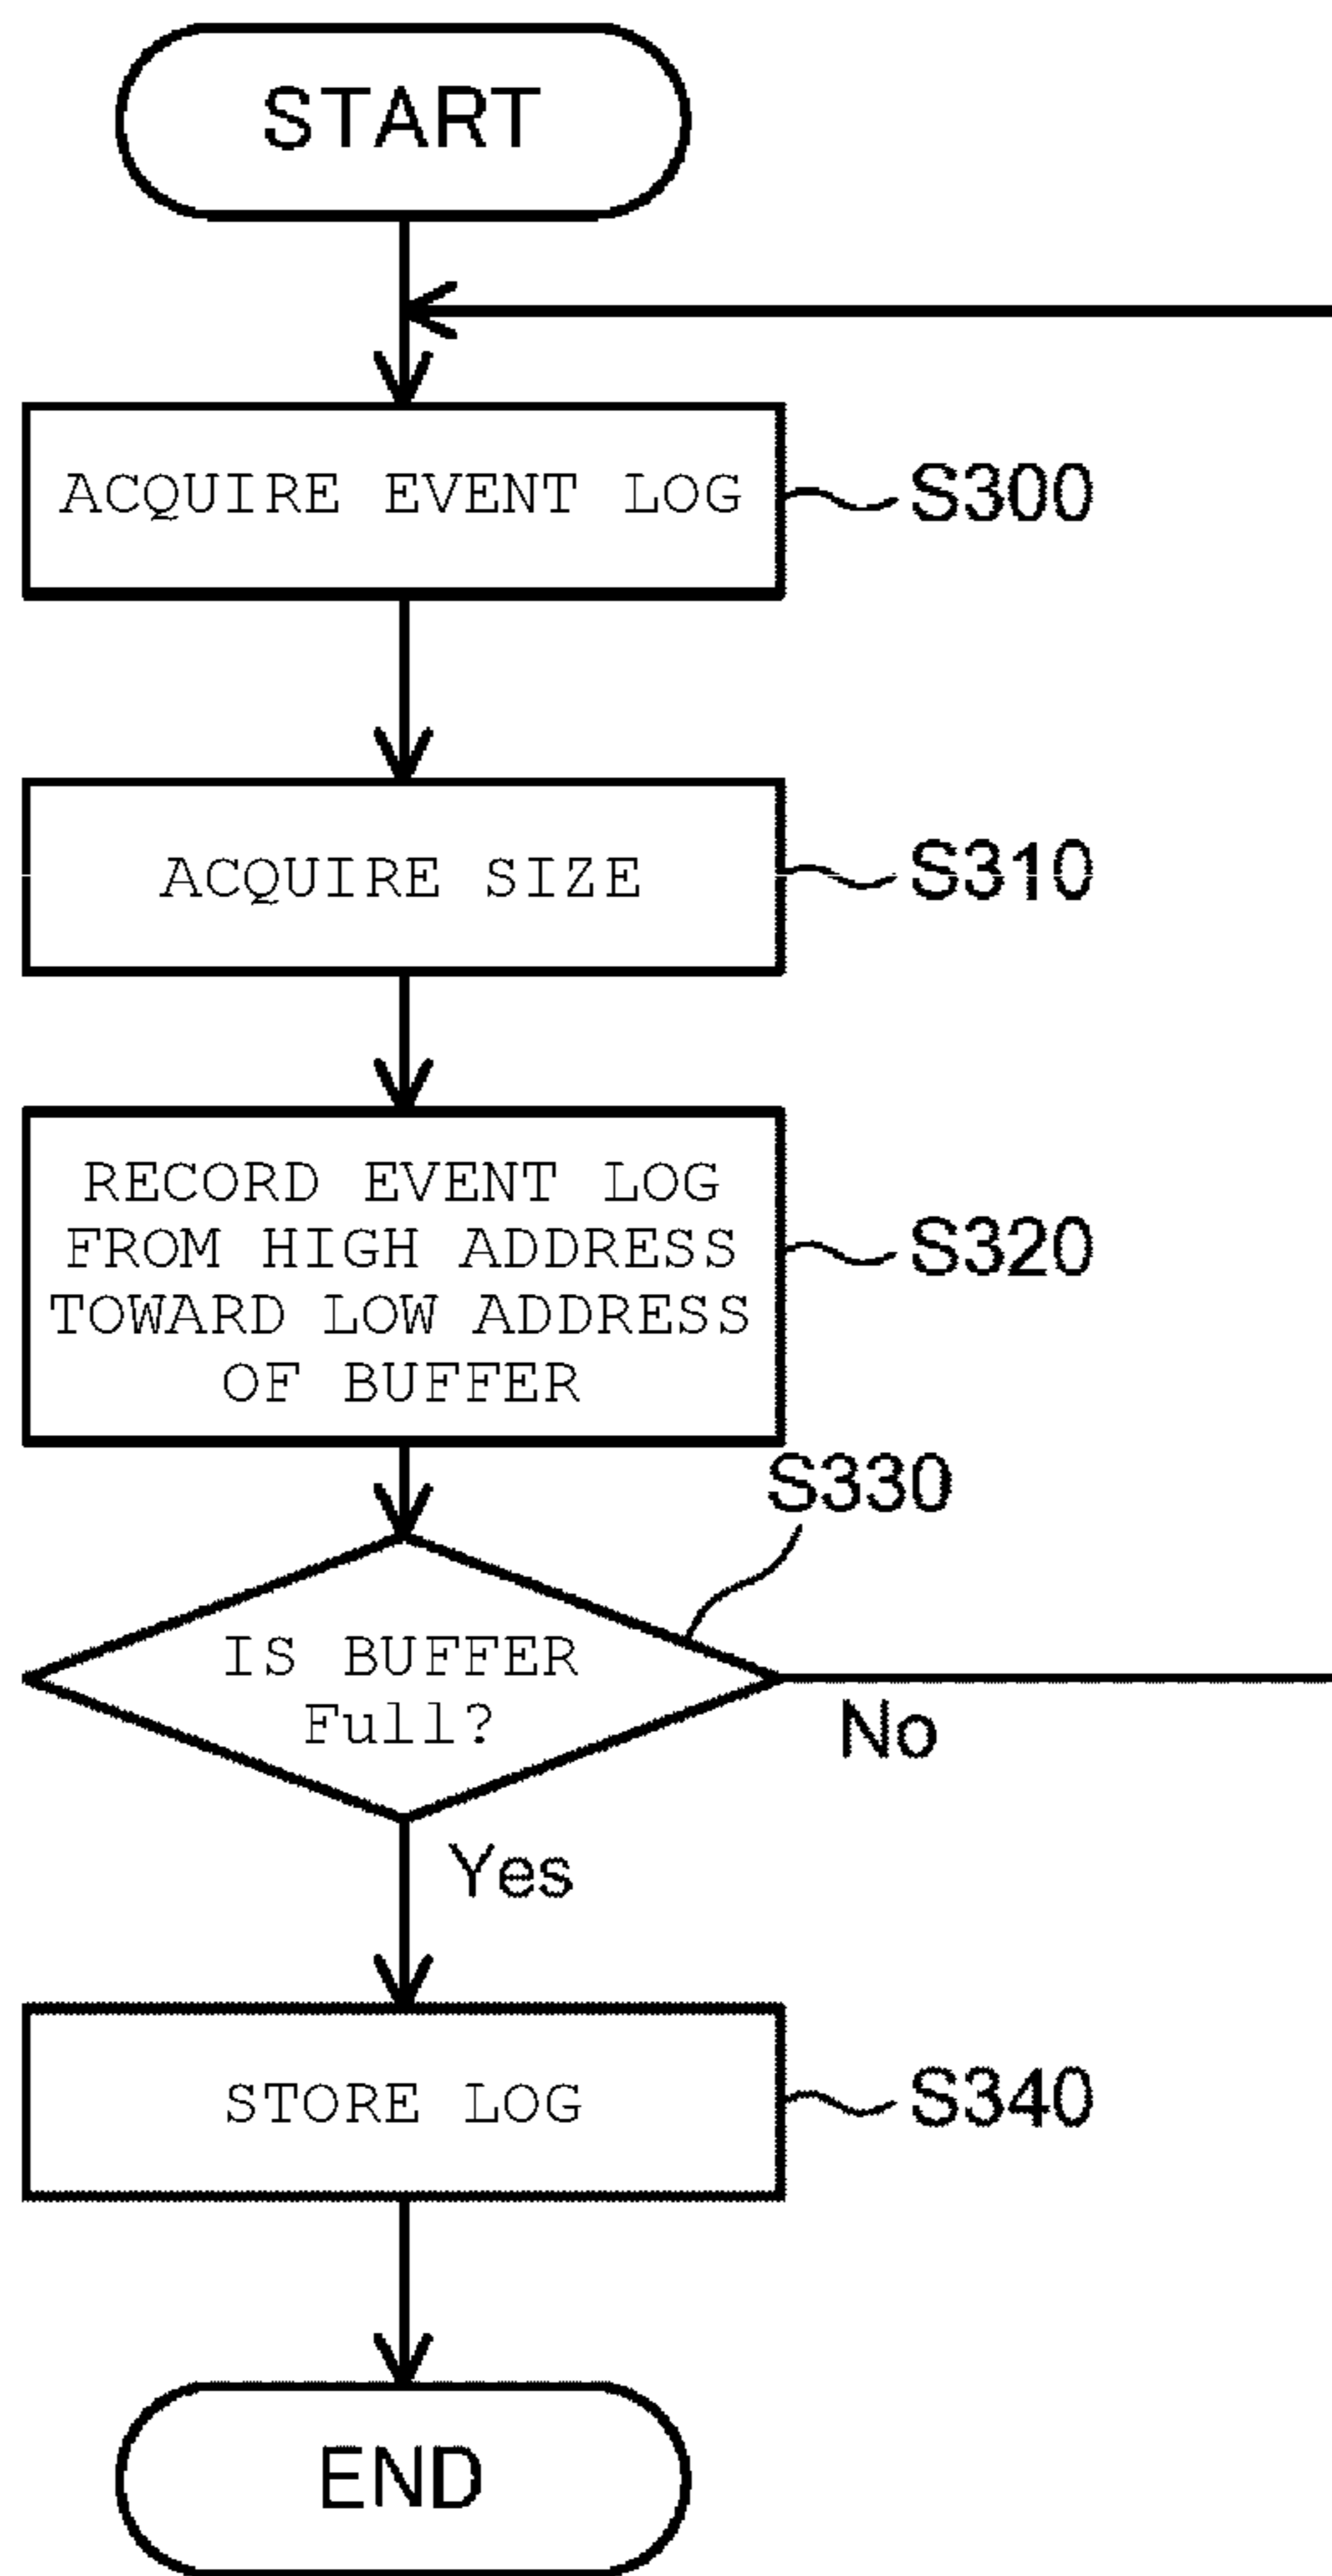 START
ACQUIRE EVENT LOG
S300
ACQUIRE SIZE
S310
RECORD EVENT LOG
FROM HIGH ADDRESS
TOWARD LOW ADDRESS
OF BUFFER
S320
S330
IS BUFFER
Full?
No
Yes
STORE LOG
S340
END